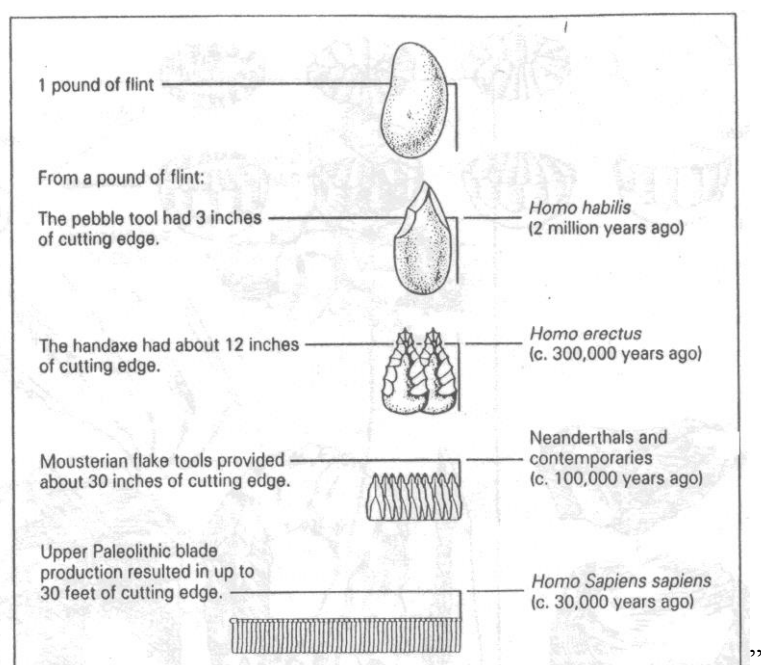 1 pound of flint
From a pound of flint:
The pebble tool had 3 inches
of cutting edge.
Homo habilis
(2 million years ago)
The handaxe had about 12 inches
of cutting edge.
Homo erectus
(c. 300,000 years ago)
Mousterian flake tools provided
about 30 inches of cutting edge.
Neanderthals and
contemporaries
(c. 100,000 years ago)
Upper Paleolithic blade
production resulted in up to
30 feet of cutting edge.
Homo Sapiens sapiens
(c. 30,000 years ago)
”